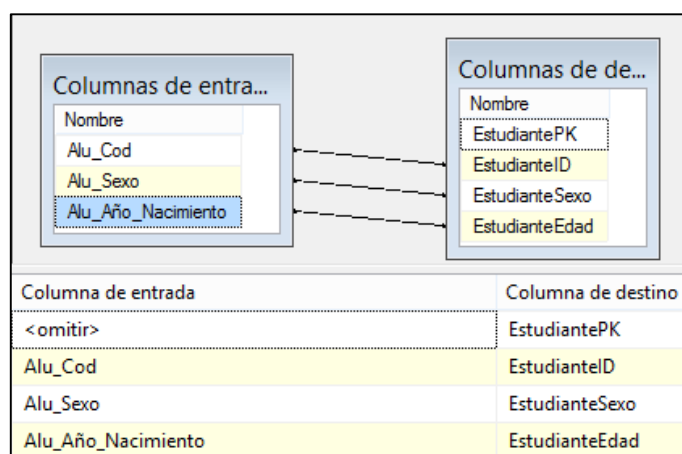 Columnas de entra...
Nombre
Alu_Cod
Alu_Sexo
Alu_Año_Nacimiento
Columnas de de...
Nombre
EstudiantePK
EstudianteID
EstudianteSexo
EstudianteEdad
Columna de entrada Columna de destino
<omitir> EstudiantePK
Alu_Cod EstudianteID
Alu_Sexo EstudianteSexo
Alu_Año_Nacimiento EstudianteEdad